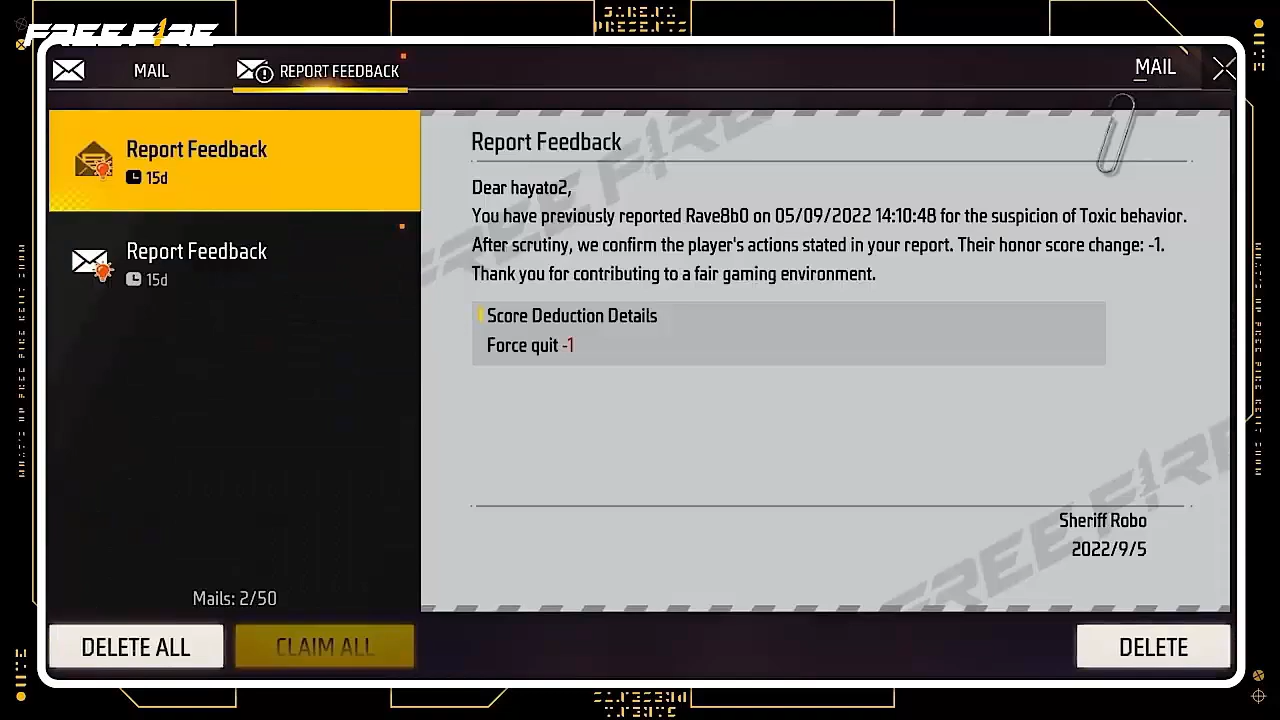 FREE FIRE
MAIL
REPORT FEEDBACK
MAIL
Report Feedback
15d
Report Feedback
15d
Mails: 2/50
DELETE ALL
CLAIM ALL
Report Feedback
Dear hayato2,
You have previously reported Rave8b0 on 05/09/2022 14:10:48 for the suspicion of Toxic behavior.
After scrutiny, we confirm the player's actions stated in your report. Their honor score change: -1.
Thank you for contributing to a fair gaming environment.
Score Deduction Details
Force quit -1
Sheriff Robo
2022/9/5
DELETE
FREE FIRE
FREE FIRE